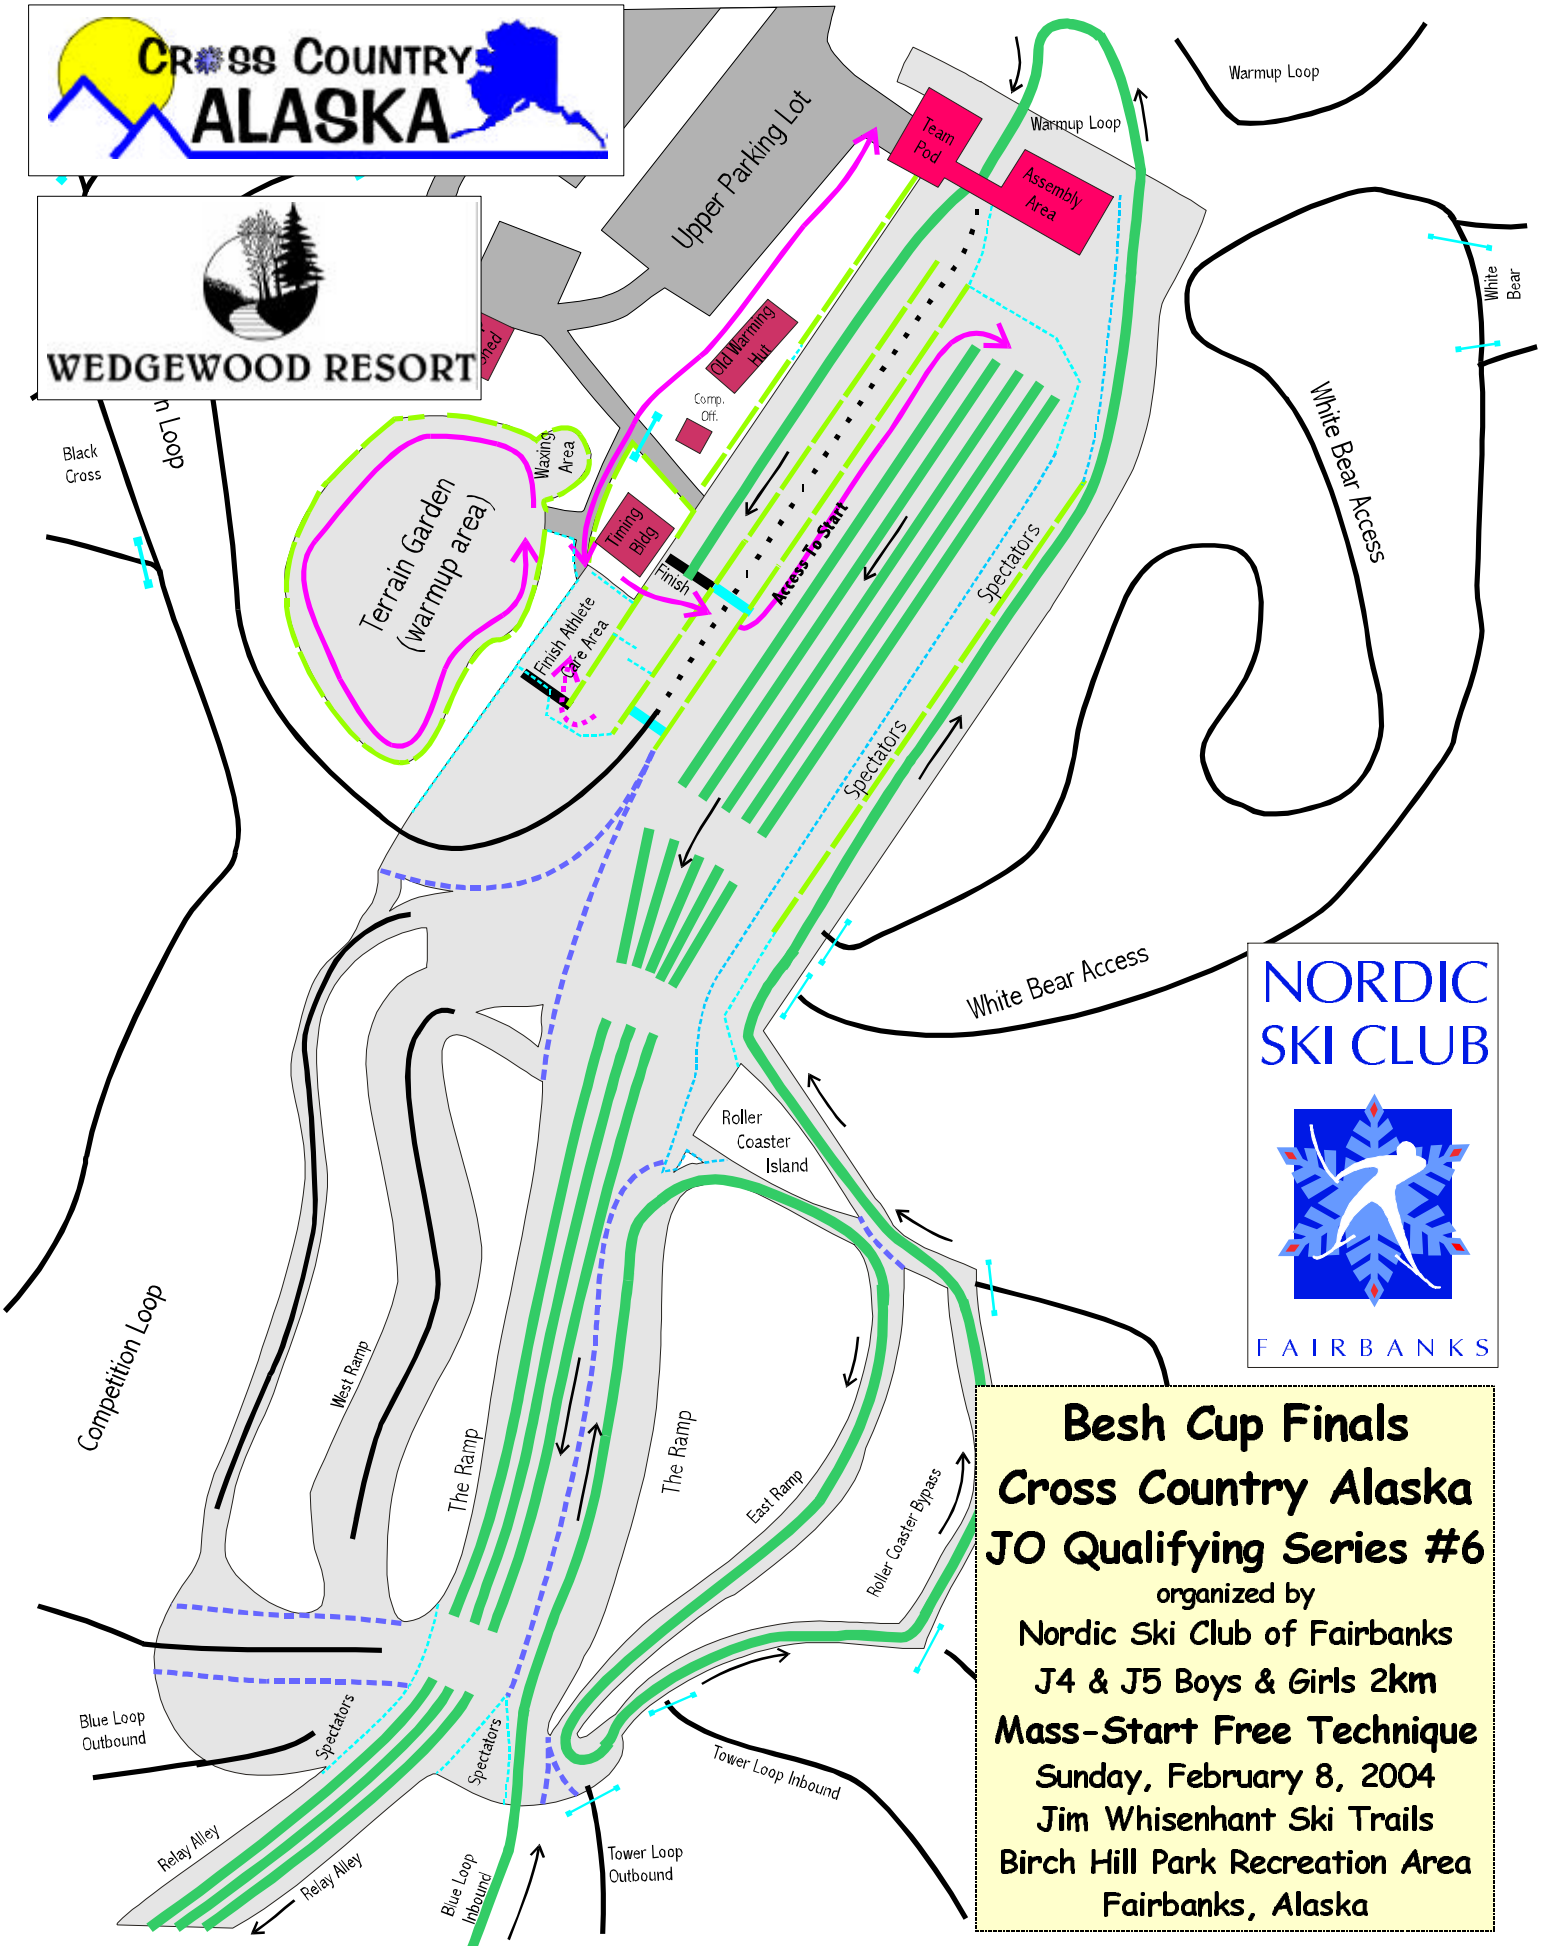 CROSS COUNTRY
ALASKA
WEDGEWOOD RESORT
Upper Parking Lot
Team
Pod
Assembly
Area
Warmup Loop
Warmup Loop
White
Bear
White Bear Access
Old Warming
Hut
Comp.
Off.
Waxing
Area
Black
Cross
Loop
Terrain Garden
(warmup area)
Timing
Bldg
Finish
Finish Athlete
Care Area
Access To Start
Spectators
Spectators
White Bear Access
NORDIC
SKI CLUB
FAIRBANKS
Roller
Coaster
Island
Competition Loop
West Ramp
The Ramp
The Ramp
East Ramp
Roller Coaster Bypass
Spectators
Spectators
Blue Loop
Outbound
Relay Alley
Relay Alley
Blue Loop
Inbound
Tower Loop
Outbound
Tower Loop Inbound
Besh Cup Finals
Cross Country Alaska
JO Qualifying Series #6
organized by
Nordic Ski Club of Fairbanks
J4 & J5 Boys & Girls 2km
Mass-Start Free Technique
Sunday, February 8, 2004
Jim Whisenhant Ski Trails
Birch Hill Park Recreation Area
Fairbanks, Alaska